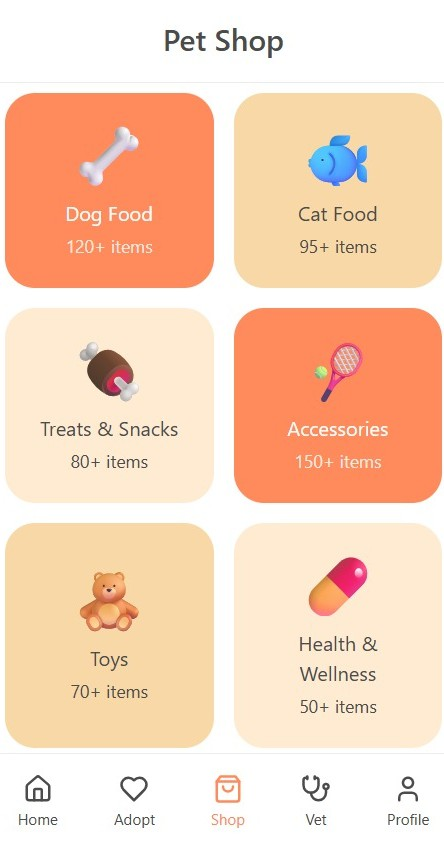 Pet Shop
Dog Food
120+ items
Cat Food
95+ items
Treats & Snacks
80+ items
Accessories
150+ items
Toys
70+ items
Health &
Wellness
50+ items
Home
Adopt
Shop
Vet
Profile